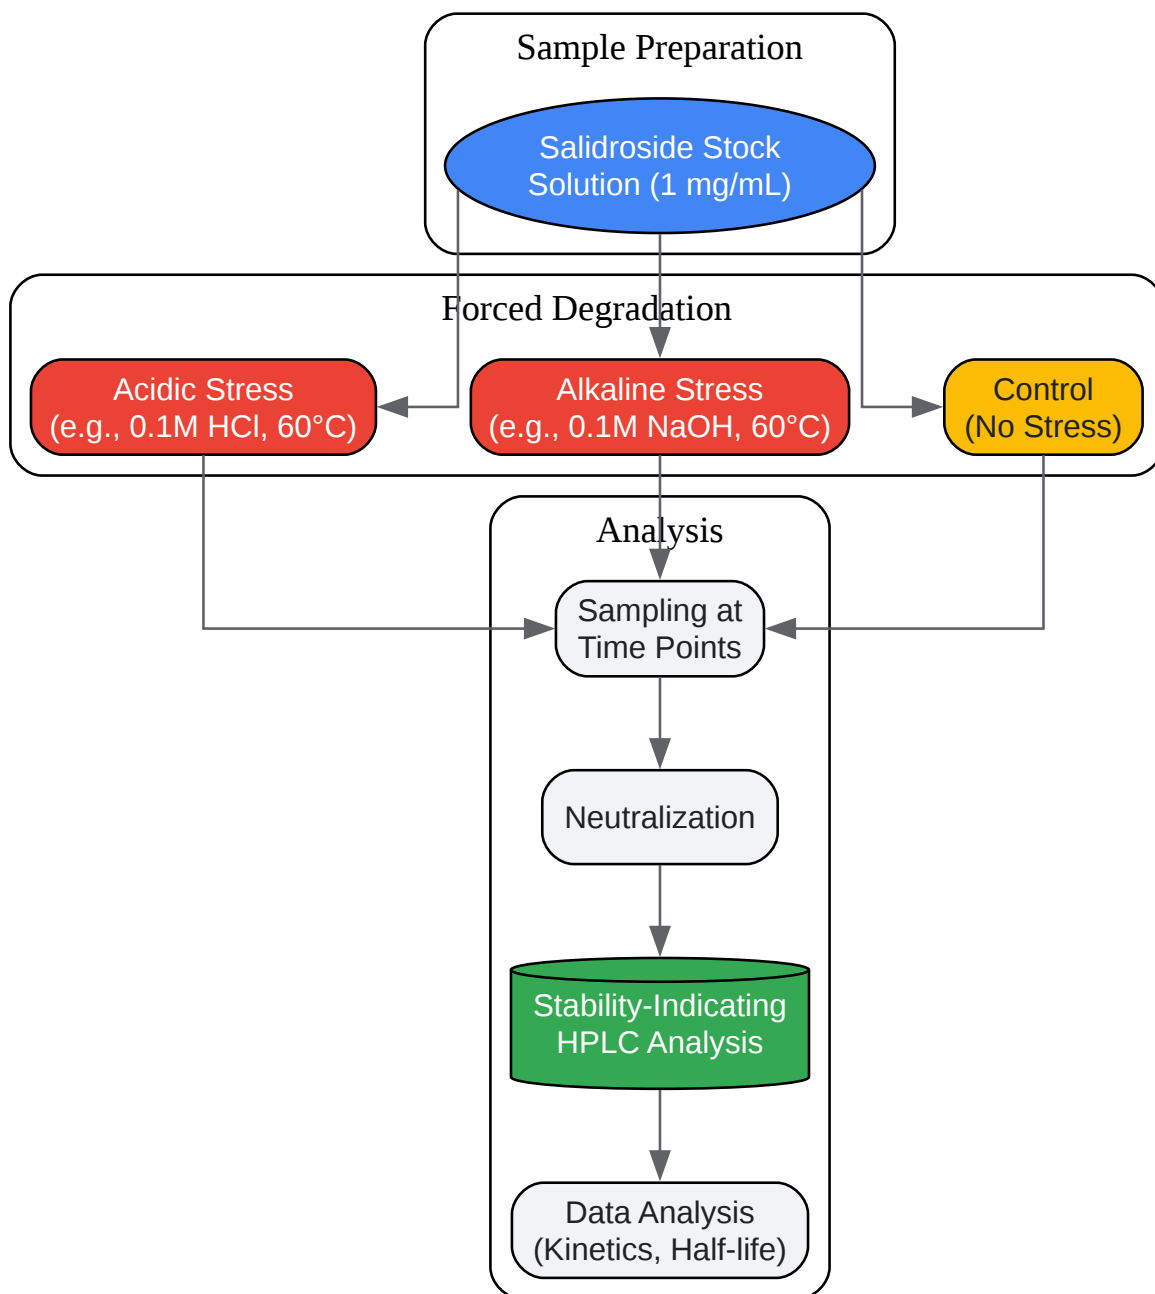 Sample Preparation
Salidroside Stock
Solution (1 mg/mL)
Forced Degradation
Acidic Stress
(e.g., 0.1M HCl, 60°C)
Alkaline Stress
(e.g., 0.1M NaOH, 60°C)
Control
(No Stress)
Analysis
Sampling at
Time Points
Neutralization
Stability-Indicating
HPLC Analysis
Data Analysis
(Kinetics, Half-life)